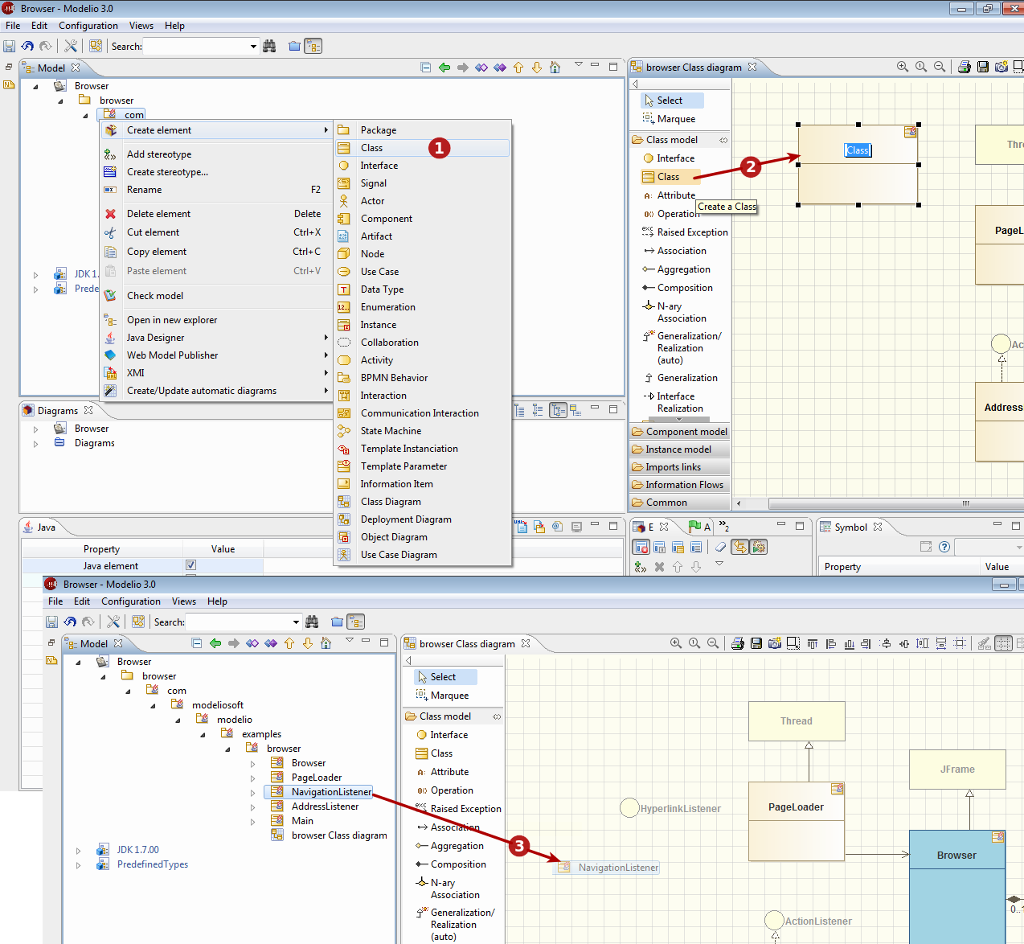 Browser - Modelio 3.0
File Edit Configuration Views Help
Search:
Model
Browser
browser
com
JDK 1.
Prede
Create element
Add stereotype
Create stereotype...
Rename F2
Delete element Delete
Cut element Ctrl+X
Copy element Ctrl+C
Paste element Ctrl+V
Check model
Open in new explorer
Java Designer
Web Model Publisher
XMI
Create/Update automatic diagrams
Package
Class
1
Interface
Signal
Actor
Component
Artifact
Node
Use Case
Data Type
Enumeration
Instance
Collaboration
Activity
BPMN Behavior
Interaction
Communication Interaction
State Machine
Template Instanciation
Template Parameter
Information Item
Class Diagram
Deployment Diagram
Object Diagram
Use Case Diagram
browser Class diagram
Select
Marquee
Class model
Interface
Class
Attribute
Operation
Create a Class
Raised Exception
Association
Aggregation
Composition
N-ary
Association
Generalization/
Realization
(auto)
Generalization
Interface
Realization
Component model
Instance model
Imports links
Information Flows
Common
2
Class
Thre
PageL
Ac
Address
Diagrams
Browser
Diagrams
Java
Property Value
Java element
E
A
2
Symbol
Property Value
Browser - Modelio 3.0
File Edit Configuration Views Help
Search:
Model
Browser
browser
com
modeliosoft
modelio
examples
browser
Browser
PageLoader
NavigationListener
AddressListener
Main
browser Class diagram
JDK 1.7.00
PredefinedTypes
browser Class diagram
Select
Marquee
Class model
Interface
Class
Attribute
Operation
Raised Exception
Association
Aggregation
Composition
N-ary
Association
Generalization/
Realization
(auto)
3
Thread
JFrame
HyperlinkListener
PageLoader
Browser
NavigationListener
ActionListener
0..1